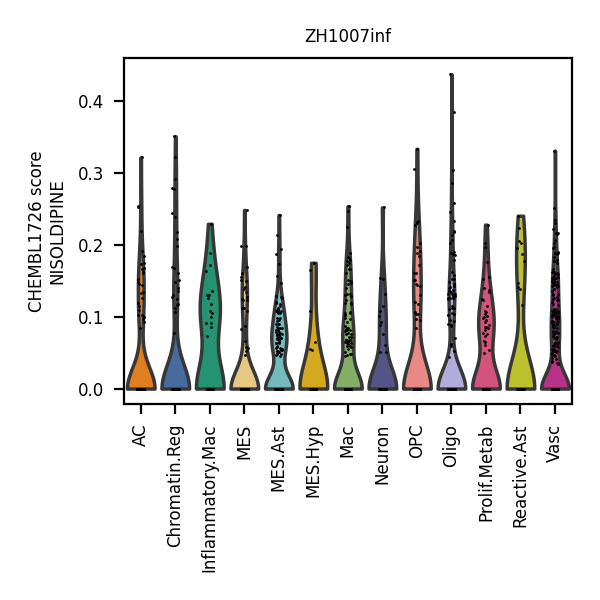 ZH1007inf
CHEMBL1726 score
NISOLDIPINE
0.4
0.3
0.2
0.1
0.0
AC
Chromatin.Reg
Inflammatory.Mac
MES
MES.Ast
MES.Hyp
Mac
Neuron
OPC
Oligo
Prolif.Metab
Reactive.Ast
Vasc